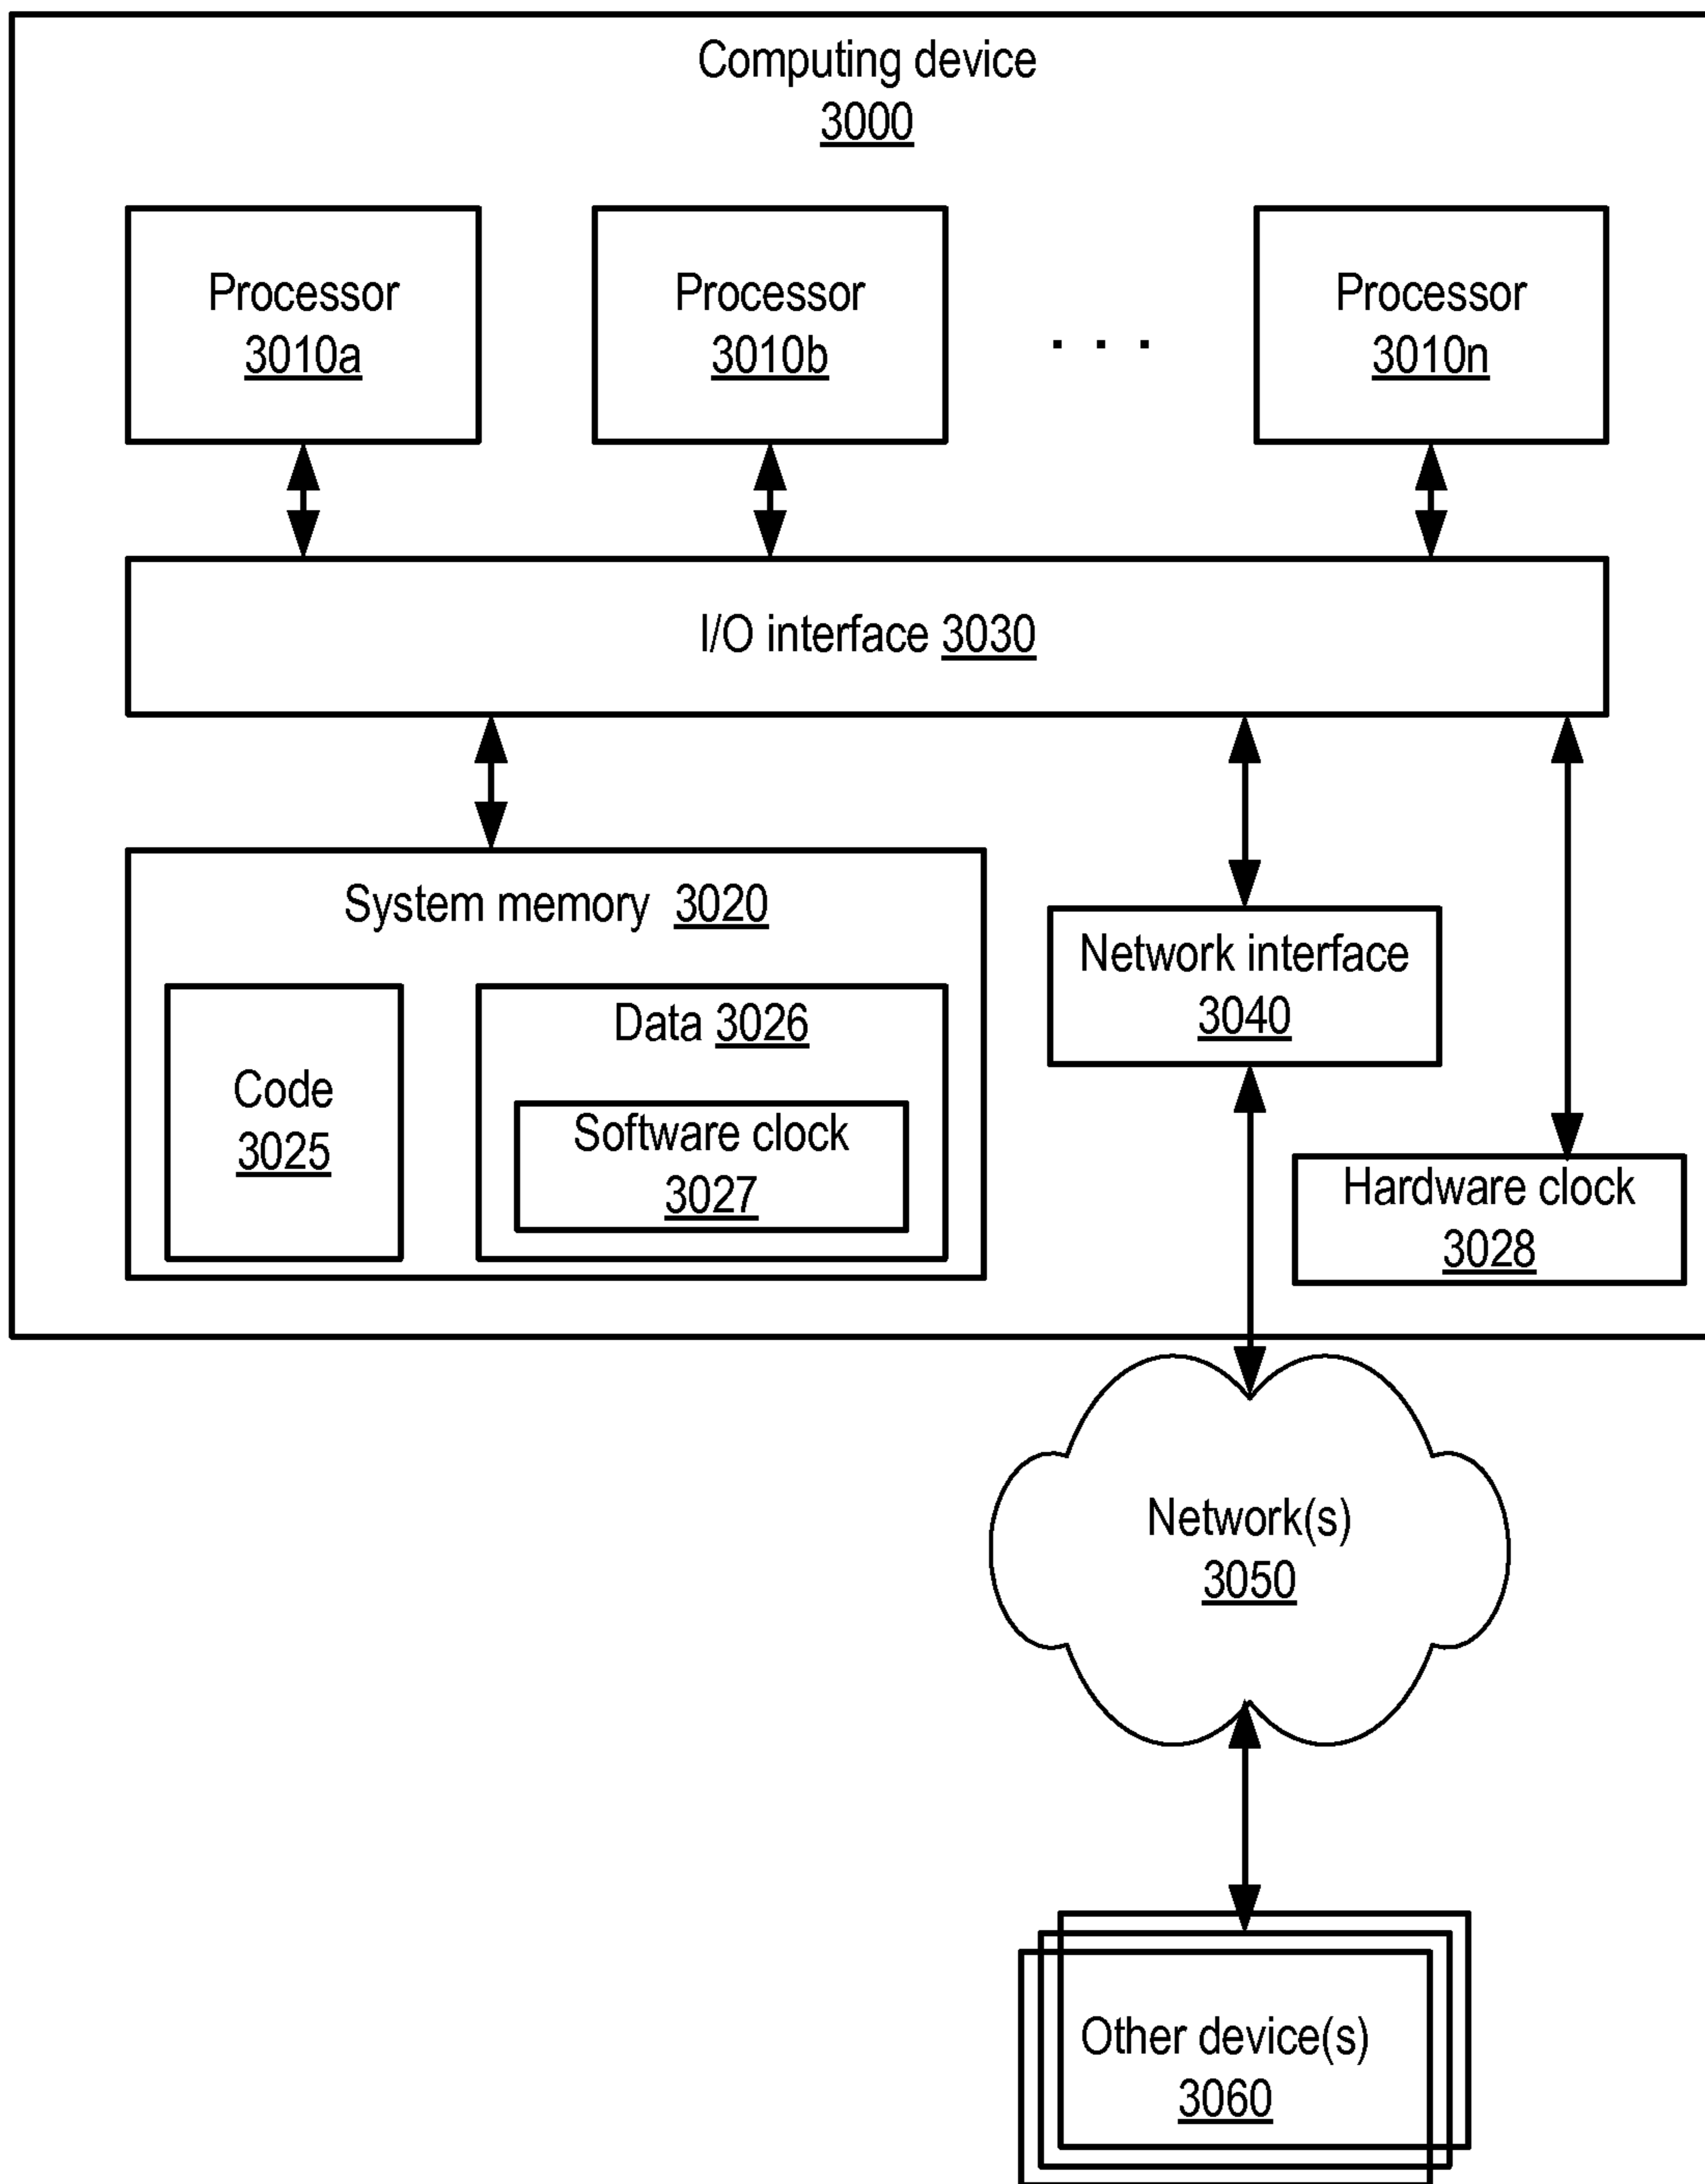 Computing device
3000
Processor
3010a
Processor
3010b
. . .
Processor
3010n
I/O interface 3030
System memory 3020
Code
3025
Data 3026
Software clock
3027
Network interface
3040
Hardware clock
3028
Network(s)
3050
Other device(s)
3060